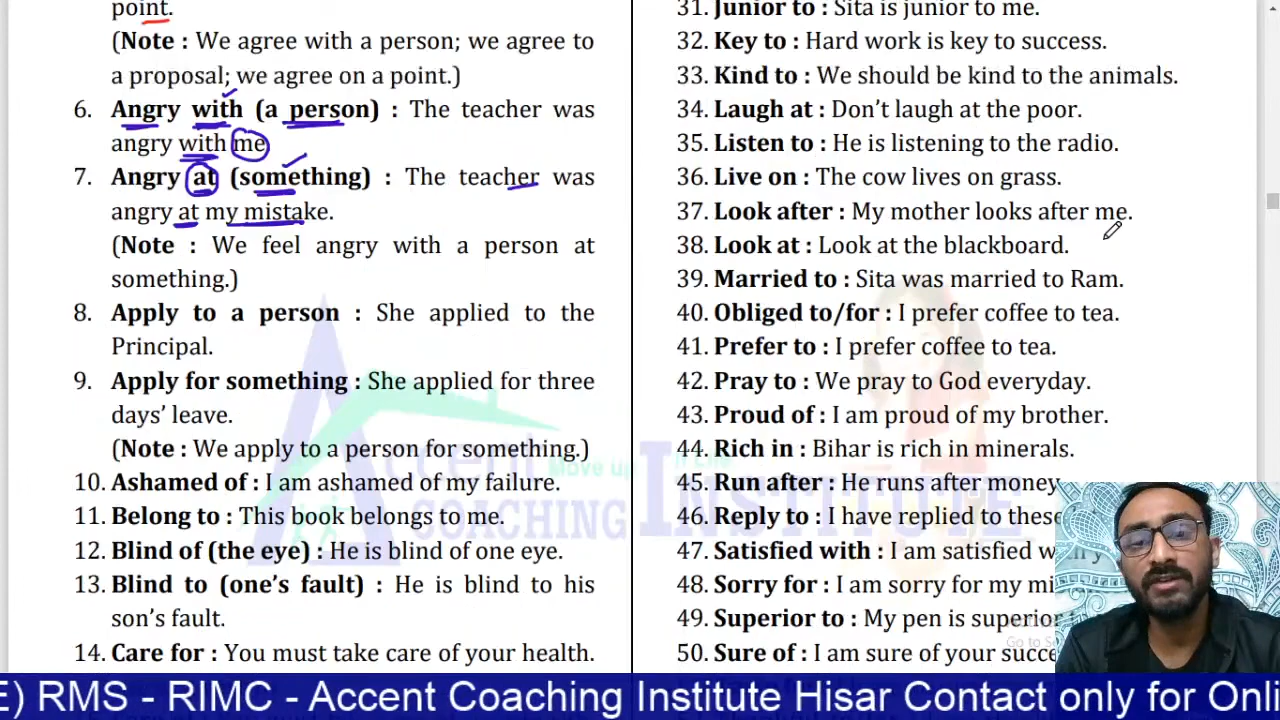 point.
(Note : We agree with a person; we agree to
a proposal; we agree on a point.)
6. Angry with (a person) : The teacher was
angry with me
7. Angry at (something) : The teacher was
angry at my mistake.
(Note : We feel angry with a person at
something.)
8. Apply to a person : She applied to the
Principal.
9. Apply for something : She applied for three
days' leave.
(Note : We apply to a person for something.)
10. Ashamed of : I am ashamed of my failure.
11. Belong to : This book belongs to me.
12. Blind of (the eye) : He is blind of one eye.
13. Blind to (one's fault) : He is blind to his
son's fault.
14. Care for : You must take care of your health.
31. Junior to : Sita is junior to me.
32. Key to : Hard work is key to success.
33. Kind to : We should be kind to the animals.
34. Laugh at : Don't laugh at the poor.
35. Listen to : He is listening to the radio.
36. Live on : The cow lives on grass.
37. Look after : My mother looks after me.
38. Look at : Look at the blackboard.
39. Married to : Sita was married to Ram.
40. Obliged to/for : I prefer coffee to tea.
41. Prefer to : I prefer coffee to tea.
42. Pray to : We pray to God everyday.
43. Proud of : I am proud of my brother.
44. Rich in : Bihar is rich in minerals.
45. Run after : He runs after money
46. Reply to : I have replied to these
47. Satisfied with : I am satisfied
48. Sorry for : I am sorry for my
49. Superior to : My pen is superior
50. Sure of : I am sure of your
Accent
Move up
COACHING INSTITUTE
E) RMS - RIMC - Accent Coaching Institute Hisar Contact only for Onli